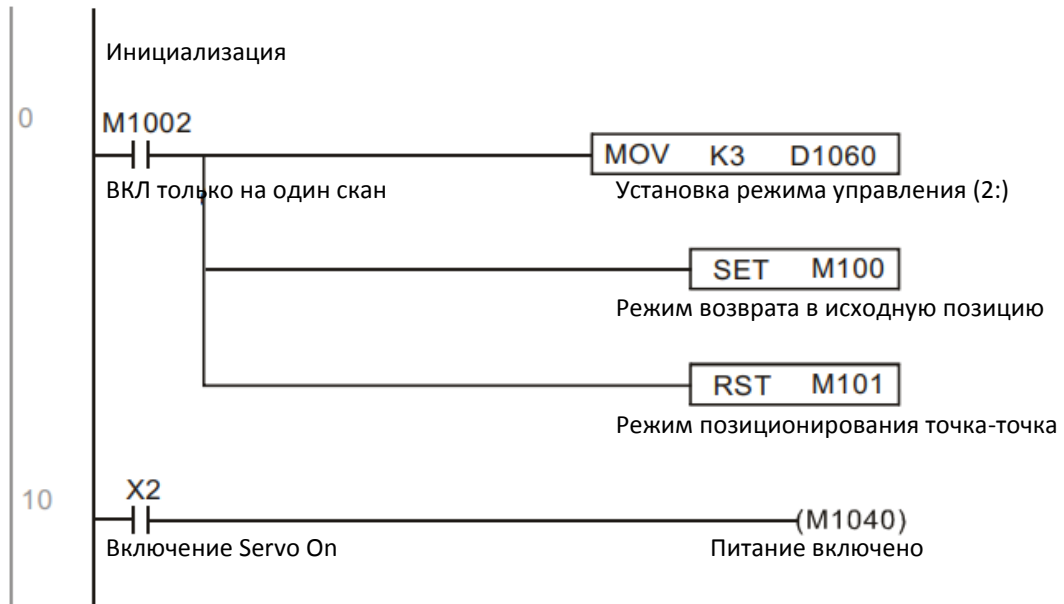 Инициализация
0
M1002
MOV K3 D1060
ВКЛ только на один скан
Установка режима управления (2:)
SET M100
Режим возврата в исходную позицию
RST M101
Режим позиционирования точка-точка
10
X2
(M1040)
Включение Servo On
Питание включено